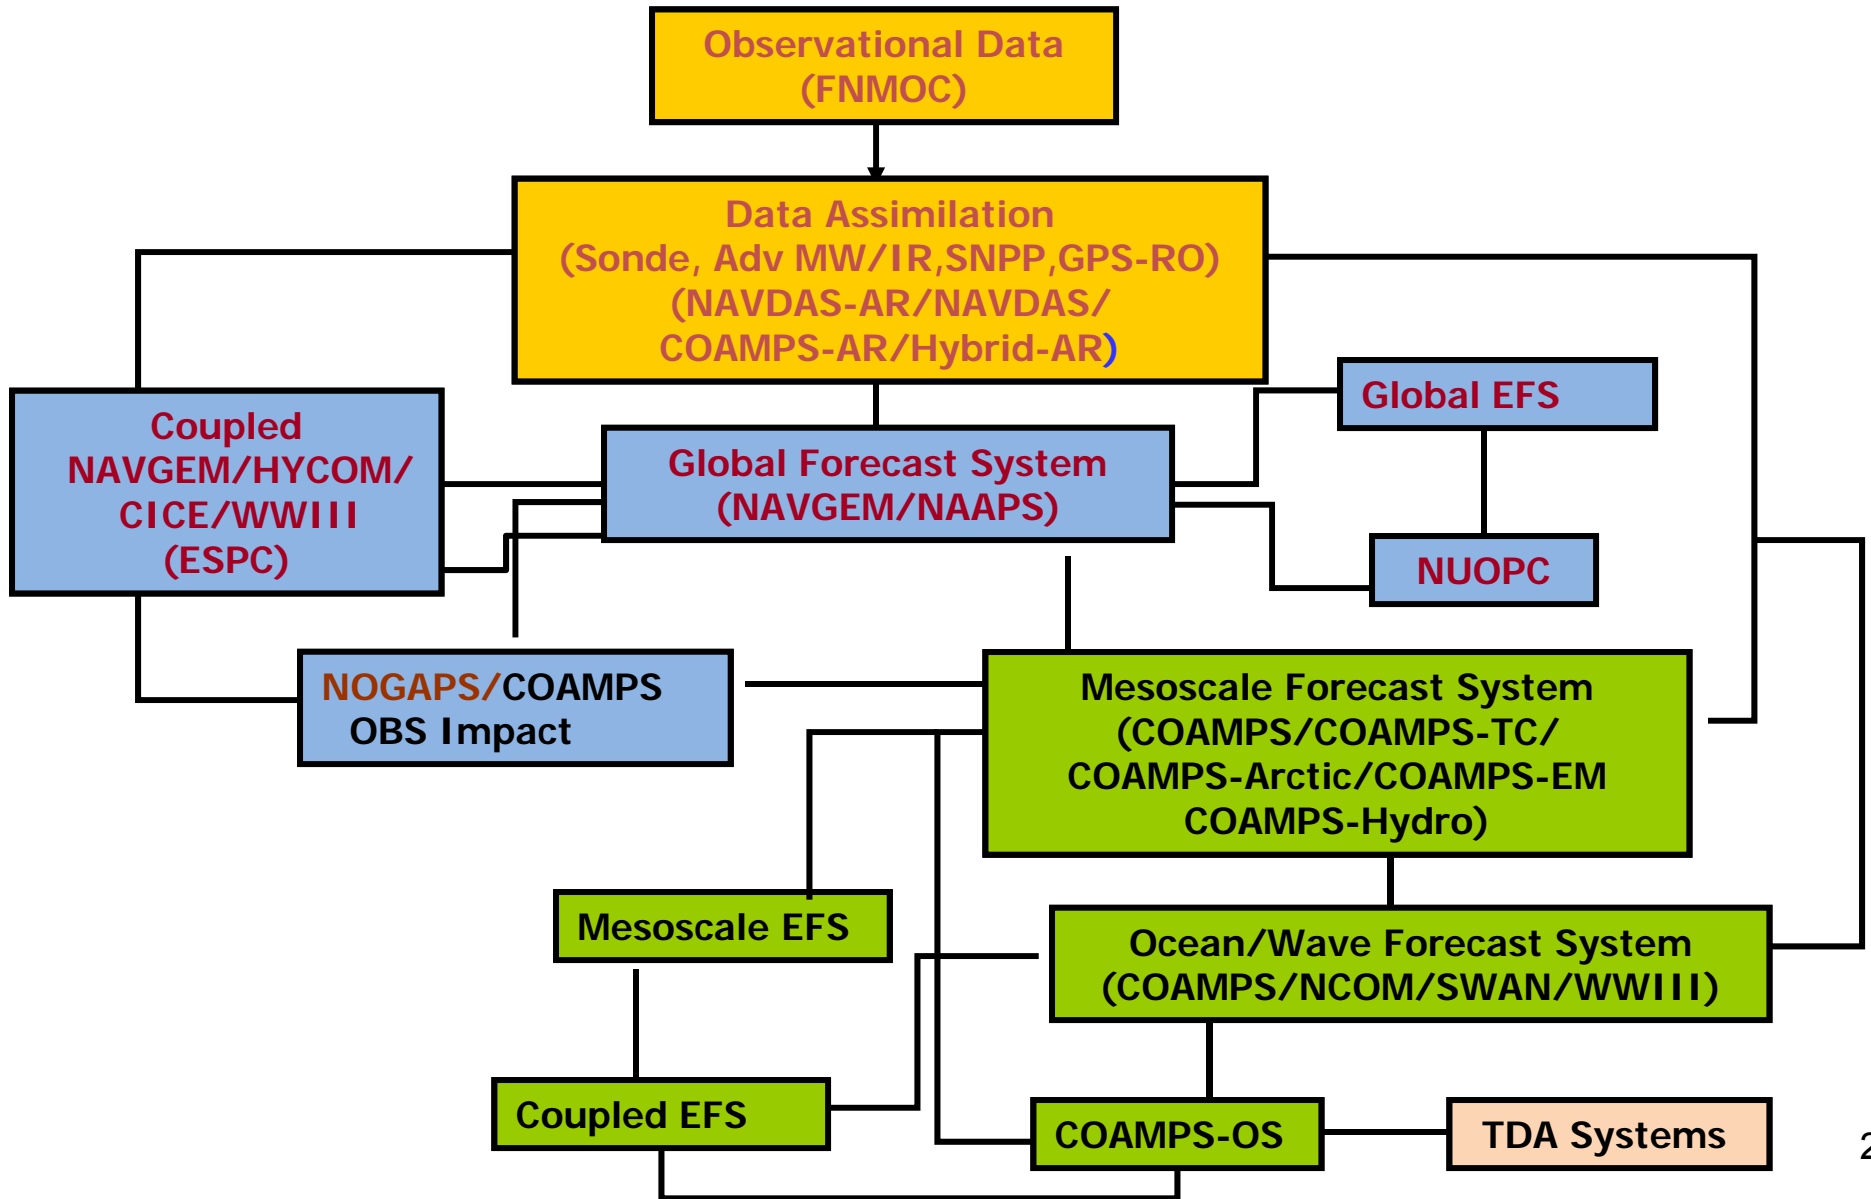 Observational Data
(FNMOC)
Data Assimilation
(Sonde, Adv MW/IR,SNPP,GPS-RO)
(NAVDAS-AR/NAVDAS/
COAMPS-AR/Hybrid-AR)
Global EFS
Coupled
NAVGEM/HYCOM/
CICE/WWIII
(ESPC)
Global Forecast System
(NAVGEM/NAAPS)
NUOPC
NOGAPS/COAMPS
OBS Impact
Mesoscale Forecast System
(COAMPS/COAMPS-TC/
COAMPS-Arctic/COAMPS-EM
COAMPS-Hydro)
Mesoscale EFS
Ocean/Wave Forecast System
(COAMPS/NCOM/SWAN/WWIII)
Coupled EFS
COAMPS-OS
TDA Systems
2